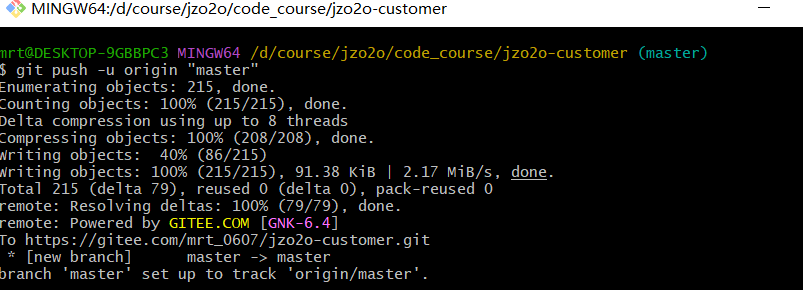 MINGW64:/d/course/jzo2o/code_course/jzo2o-customer
mrt@DESKTOP-9GBBPC3 MINGW64 /d/course/jzo2o/code_course/jzo2o-customer (master)
$ git push -u origin "master"
Enumerating objects: 215, done.
Counting objects: 100% (215/215), done.
Delta compression using up to 8 threads
Compressing objects: 100% (208/208), done.
Writing objects:  40% (86/215)
Writing objects: 100% (215/215), 91.38 KiB | 2.17 MiB/s, done.
Total 215 (delta 79), reused 0 (delta 0), pack-reused 0
remote: Resolving deltas: 100% (79/79), done.
remote: Powered by GITEE.COM [GNK-6.4]
To https://gitee.com/mrt_0607/jzo2o-customer.git
 * [new branch]      master -> master
branch 'master' set up to track 'origin/master'.